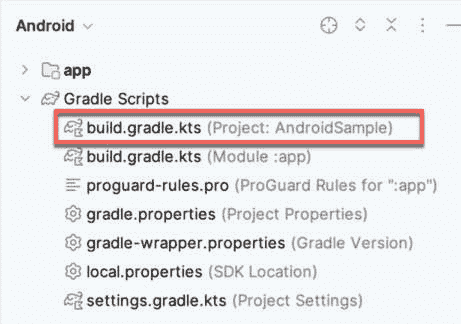 Android
app
Gradle Scripts
build.gradle.kts (Project: AndroidSample)
build.gradle.kts (Module :app)
proguard-rules.pro (ProGuard Rules for ":app")
gradle.properties (Project Properties)
gradle-wrapper.properties (Gradle Version)
local.properties (SDK Location)
settings.gradle.kts (Project Settings)